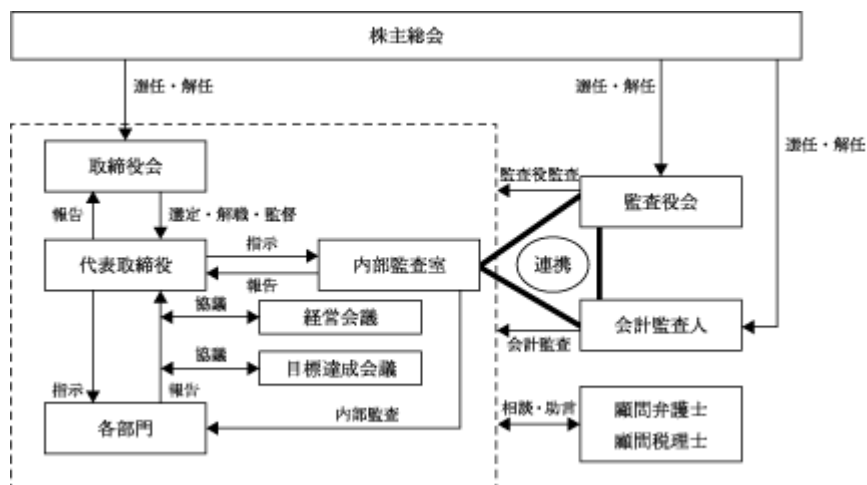 株主総会
選任・解任
選任・解任
選任・解任
取締役会
監査役監査
監査役会
報告
選定・解職・監督
代表取締役
指示
報告
内部監査室
連携
協議
経営会議
会計監査人
会計監査
協議
目標達成会議
指示
報告
各部門
内部監査
相談・助言
顧問弁護士
顧問税理士